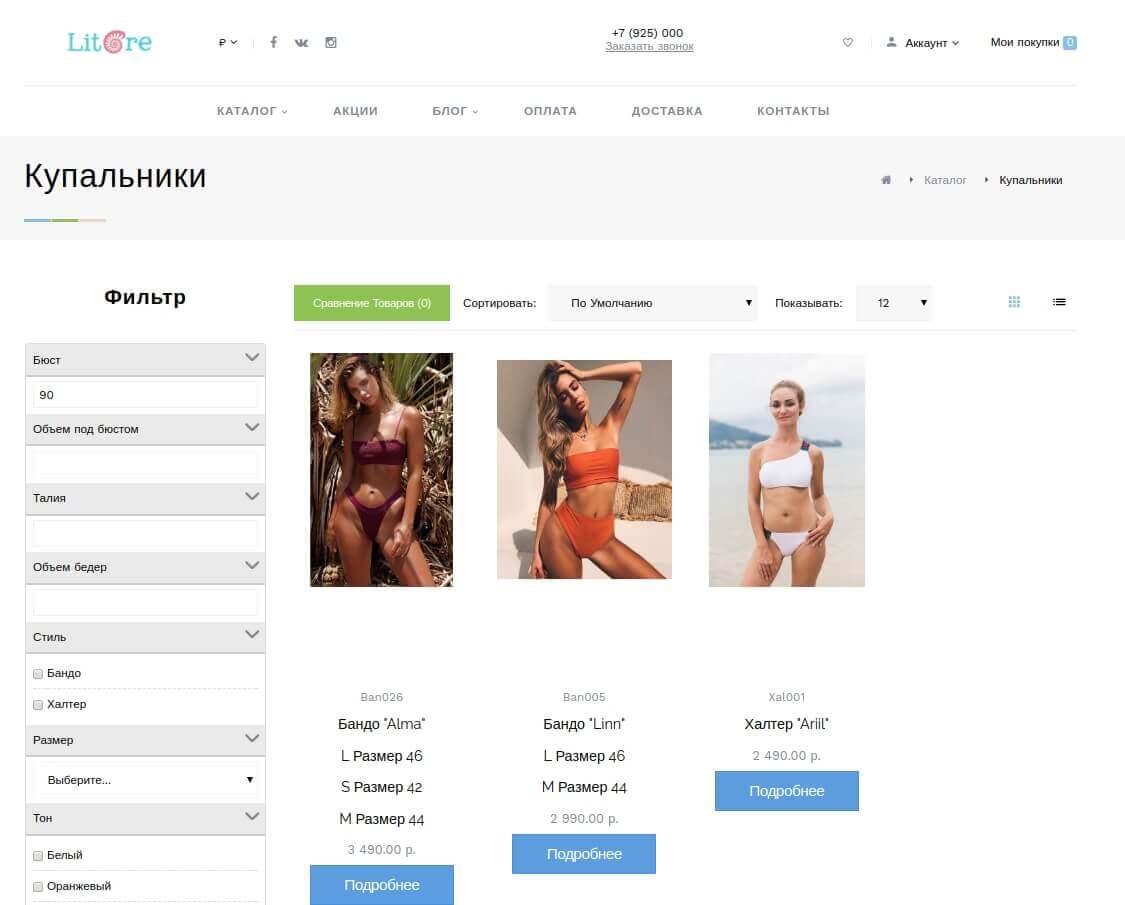 Litore
₽
+7 (925) 000
Заказать звонок
Аккаунт
Мои покупки 0
КАТАЛОГ АКЦИИ БЛОГ ОПЛАТА ДОСТАВКА КОНТАКТЫ
Купальники
Каталог Купальники
Фильтр
Бюст
90
Объем под бюстом
Талия
Объем бедер
Стиль
Бандо
Халтер
Размер
Выберите...
Тон
Белый
Оранжевый
Сравнение Товаров (0) Сортировать: По Умолчанию Показывать: 12
Ban026
Бандо "Alma"
L Размер 46
S Размер 42
M Размер 44
3 490.00 р.
Подробнее
Ban005
Бандо "Linn"
L Размер 46
M Размер 44
2 990.00 р.
Подробнее
Xal001
Халтер "Ariil"
2 490.00 р.
Подробнее